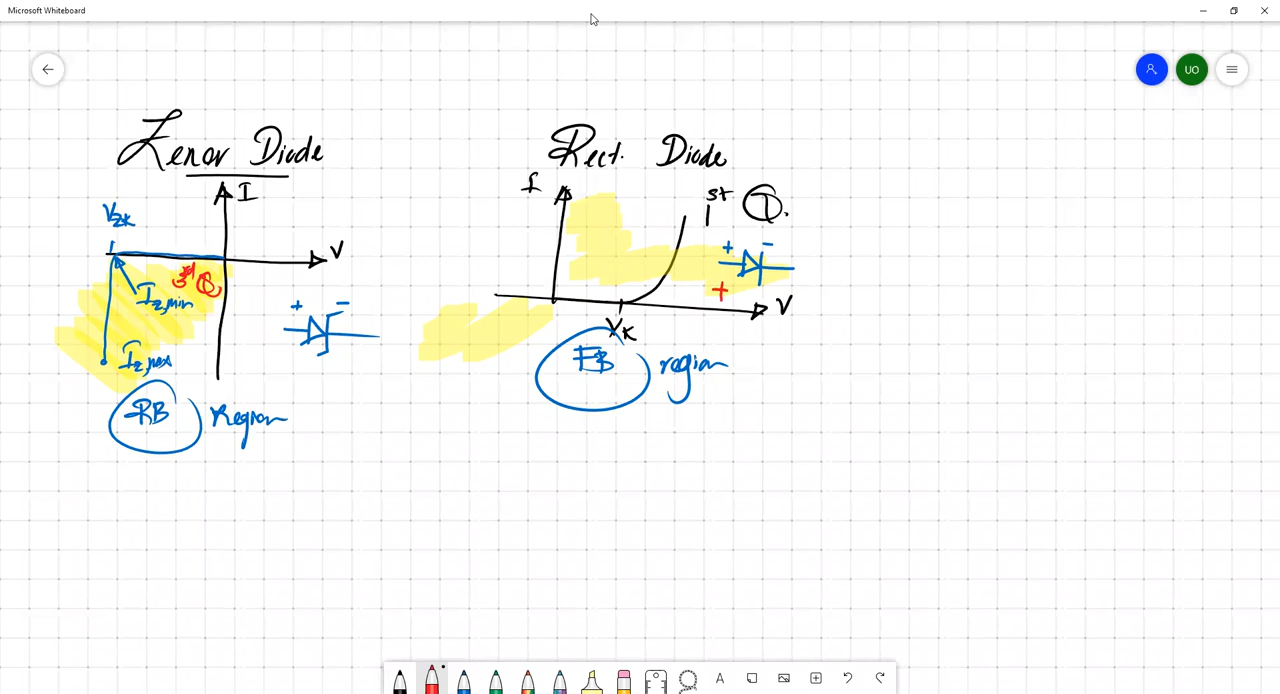 Microsoft Whiteboard
UO
Zenor Diode
I
V
VZK
3rd Q
Iz,min
Iz,max
+ -
RB Region
Rect. Diode
I
1st Q.
+ -
+
V
VK
FB region
A